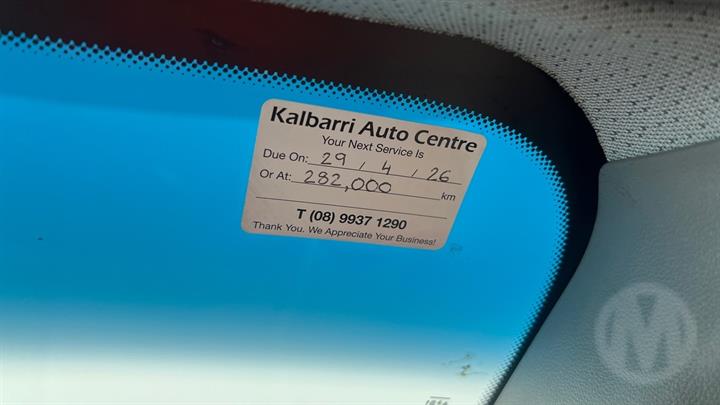 Kalbarri Auto Centre
Your Next Service Is
Due On: 29 / 4 / 26
Or At: 282,000 km
T (08) 9937 1290
Thank You. We Appreciate Your Business!
M